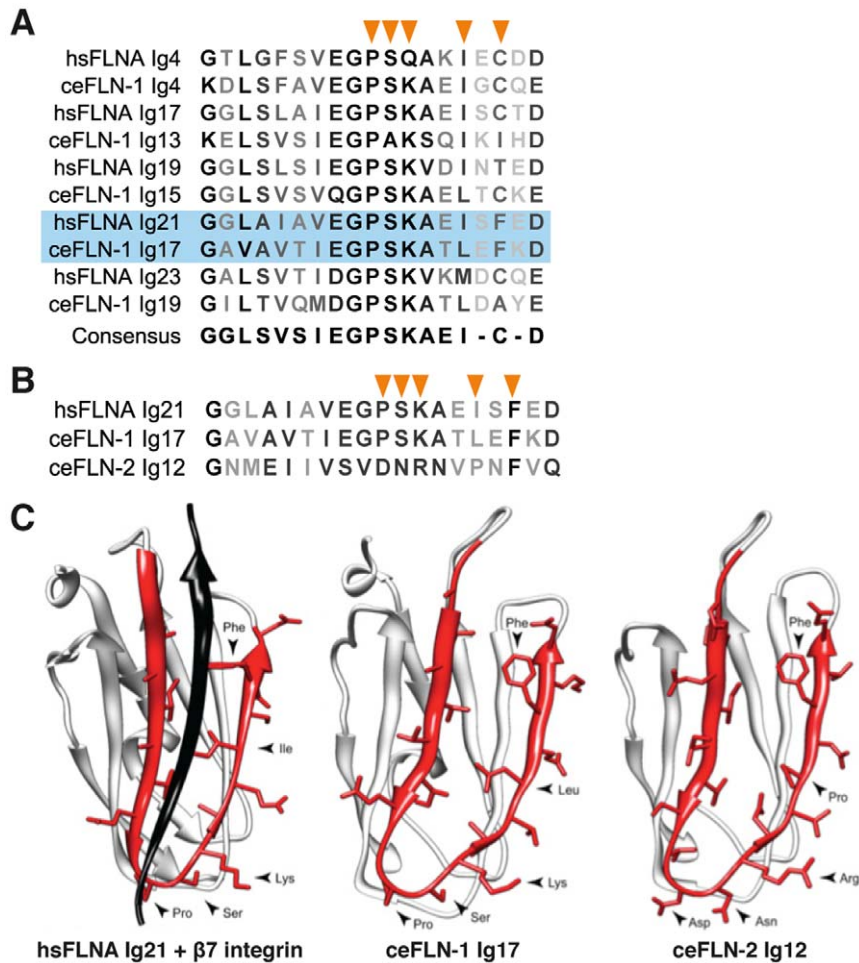 A
hsFLNA Ig4 GTLGFSVEGPSQAKIECDD
ceFLN-1 Ig4 KDLSFAVEGPSKAEIGCQE
hsFLNA Ig17 GGLSLAIEGPSKAEISCTD
ceFLN-1 Ig13 KELSVSIEGPAKSQIKIHD
hsFLNA Ig19 GGLSLSIEGPSKVDINTED
ceFLN-1 Ig15 GGLSVSVQGPSKAELTCKE
hsFLNA Ig21 GGLAIAVEGPSKAEISFED
ceFLN-1 Ig17 GAVAVTIEGPSKATLEFKD
hsFLNA Ig23 GALSVTIDGPSKVKMDCQE
ceFLN-1 Ig19 GILTVQMDGPSKATLDAYE
Consensus GGLSVSIEGPSKAEI-C-D
B
hsFLNA Ig21 GGLAIAVEGPSKAEISFED
ceFLN-1 Ig17 GAVAVTIEGPSKATLEFKD
ceFLN-2 Ig12 GNMEIIVSVDNRNVPNFVQ
C
Phe
Ile
Lys
Pro
Ser
hsFLNA Ig21 + β7 integrin
Phe
Leu
Lys
Pro
Ser
ceFLN-1 Ig17
Phe
Pro
Arg
Asp
Asn
ceFLN-2 Ig12